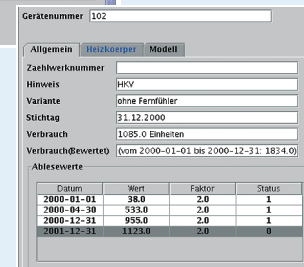 Gerätenummer 102
Allgemein Heizkoerper Modell
Zaehlwerknummer
Hinweis HKV
Variante ohne Fernfühler
Stichtag 31.12.2000
Verbrauch 1085.0 Einheiten
Verbrauch(Bewertet) (vom 2000-01-01 bis 2000-12-31: 1834.0)
Ablesewerte
Datum Wert Faktor Status
2000-01-01 38.0 2.0 1
2000-04-30 533.0 2.0 1
2000-12-31 955.0 2.0 1
2001-12-31 1123.0 2.0 0